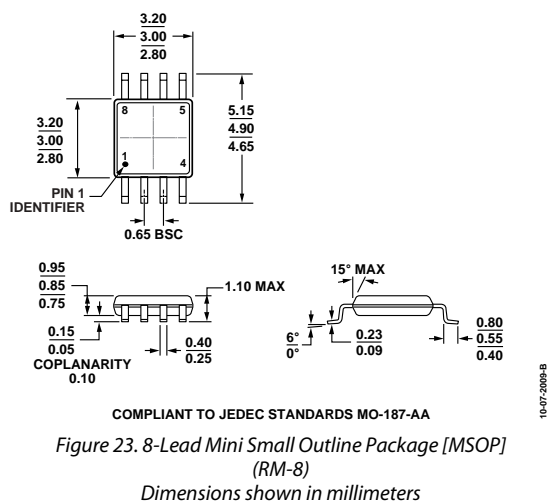 3.20
3.00
2.80
8
5
1
4
3.20
3.00
2.80
5.15
4.90
4.65
PIN 1
IDENTIFIER
0.65 BSC
0.95
0.85
0.75
1.10 MAX
0.15
0.05
COPLANARITY
0.10
0.40
0.25
15° MAX
6°
0°
0.23
0.09
0.80
0.55
0.40
COMPLIANT TO JEDEC STANDARDS MO-187-AA
10-07-2009-B
Figure 23. 8-Lead Mini Small Outline Package [MSOP]
(RM-8)
Dimensions shown in millimeters